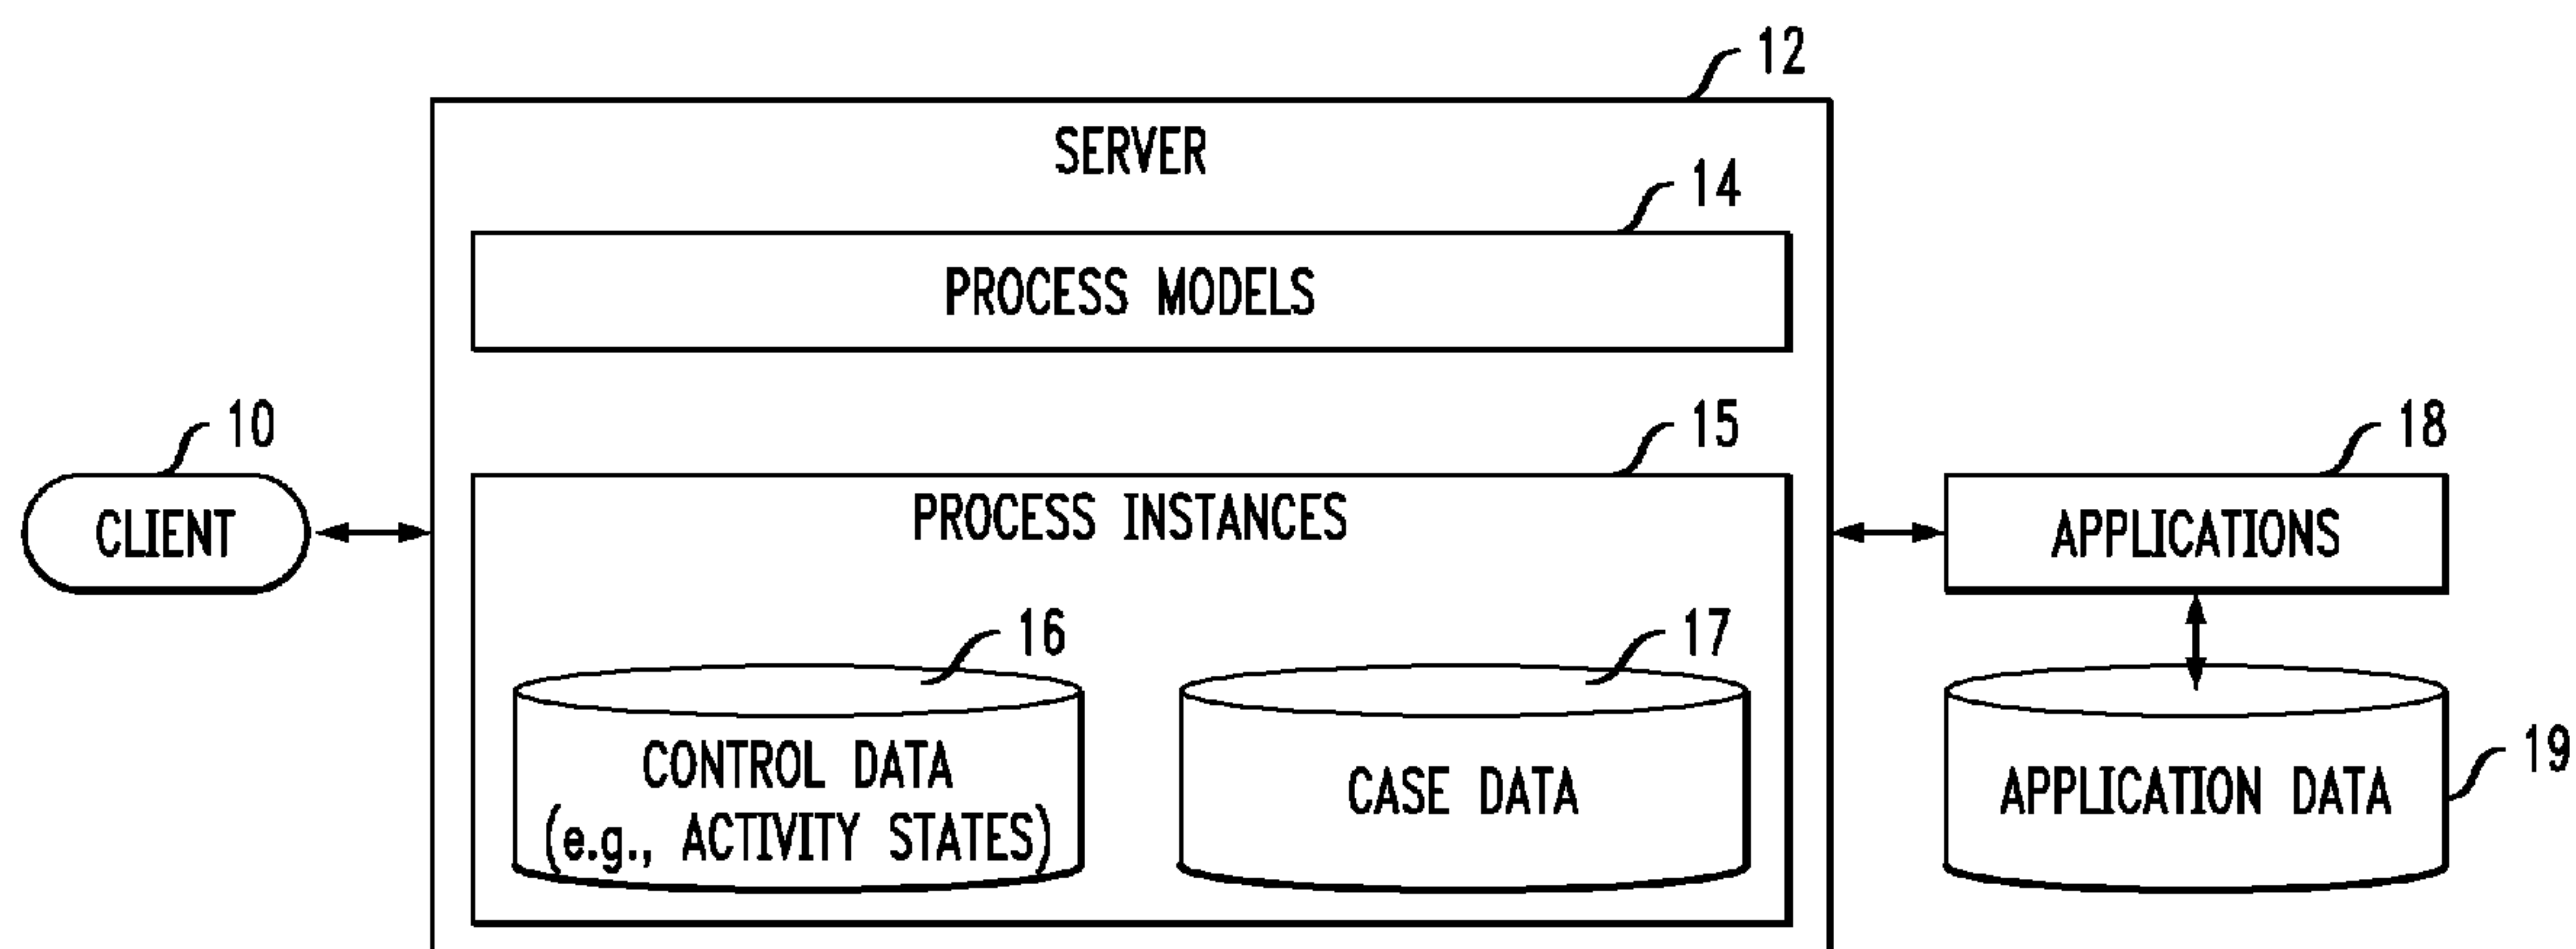 12
SERVER
14
PROCESS MODELS
10
CLIENT
15
PROCESS INSTANCES
16
CONTROL DATA
(e.g., ACTIVITY STATES)
17
CASE DATA
18
APPLICATIONS
APPLICATION DATA
19